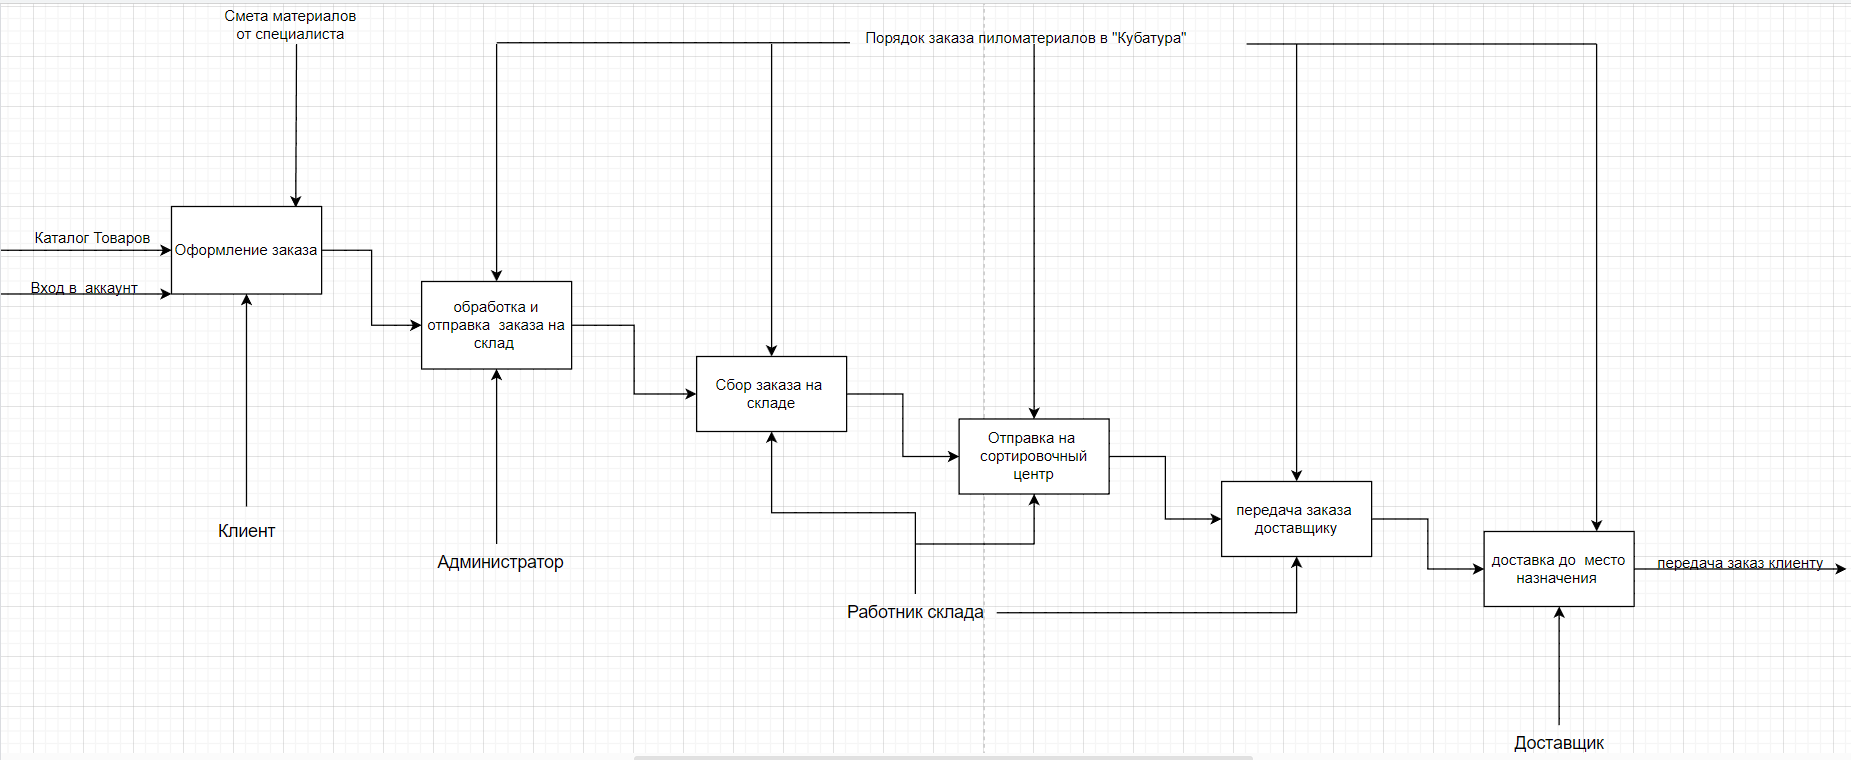 Смета материалов
от специалиста
Порядок заказа пиломатериалов в "Кубатура"
Каталог Товаров
Оформление заказа
Вход в  аккаунт
обработка и
отправка  заказа на
склад
Сбор заказа на
складе
Отправка на
сортировочный
центр
передача заказа
доставщику
доставка до  место
назначения
передача заказ клиенту
Клиент
Администратор
Работник склада
Доставщик